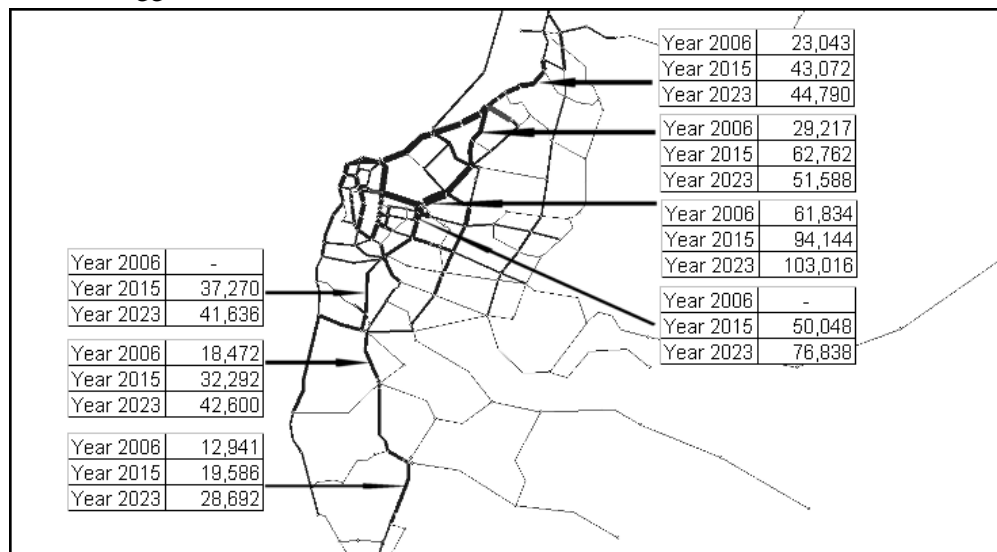 Year 2006 23,043
Year 2015 43,072
Year 2023 44,790
Year 2006 29,217
Year 2015 62,762
Year 2023 51,588
Year 2006 61,834
Year 2015 94,144
Year 2023 103,016
Year 2006 -
Year 2015 50,048
Year 2023 76,838
Year 2006 -
Year 2015 37,270
Year 2023 41,636
Year 2006 18,472
Year 2015 32,292
Year 2023 42,600
Year 2006 12,941
Year 2015 19,586
Year 2023 28,692